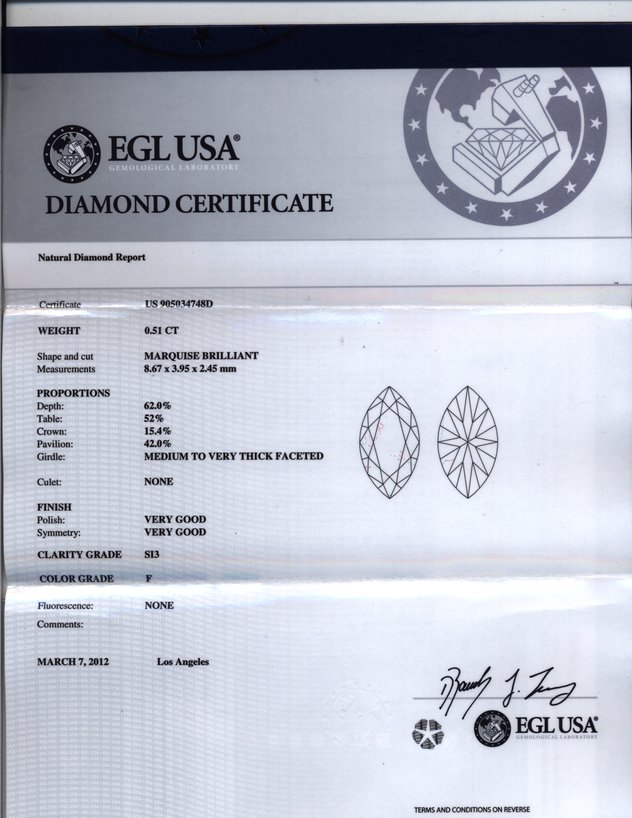 EGL USA®
GEMOLOGICAL LABORATORY
DIAMOND CERTIFICATE
Natural Diamond Report
Certificate US 905034748D
WEIGHT 0.51 CT
Shape and cut MARQUISE BRILLIANT
Measurements 8.67 x 3.95 x 2.45 mm
PROPORTIONS
Depth: 62.0%
Table: 52%
Crown: 15.4%
Pavilion: 42.0%
Girdle: MEDIUM TO VERY THICK FACETED
Culet: NONE
FINISH
Polish: VERY GOOD
Symmetry: VERY GOOD
CLARITY GRADE SI3
COLOR GRADE F
Fluorescence: NONE
Comments:
MARCH 7, 2012 Los Angeles
EGL USA®
GEMOLOGICAL LABORATORY
TERMS AND CONDITIONS ON REVERSE